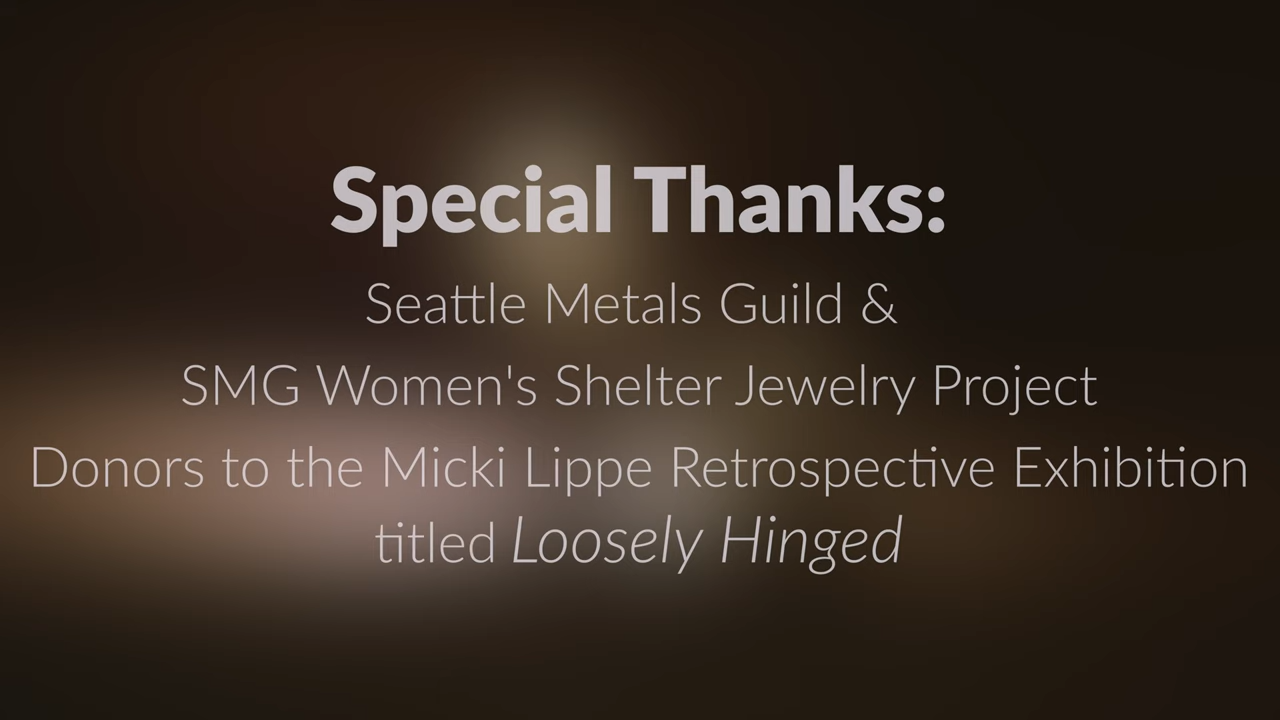 Special Thanks:
Seattle Metals Guild &
SMG Women's Shelter Jewelry Project
Donors to the Micki Lippe Retrospective Exhibition
titled Loosely Hinged